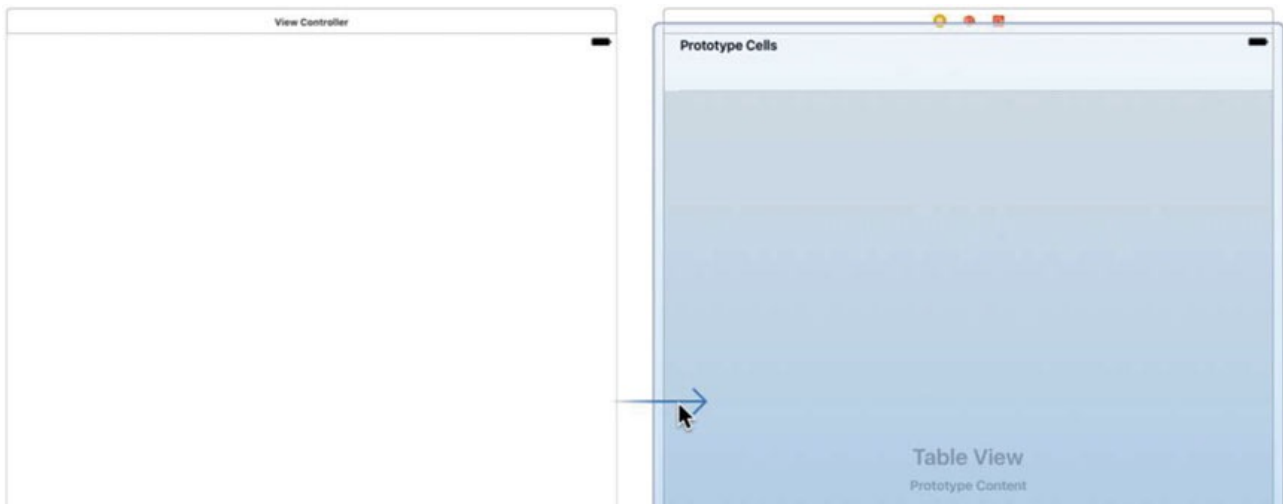 View Controller
Prototype Cells
Table View
Prototype Content